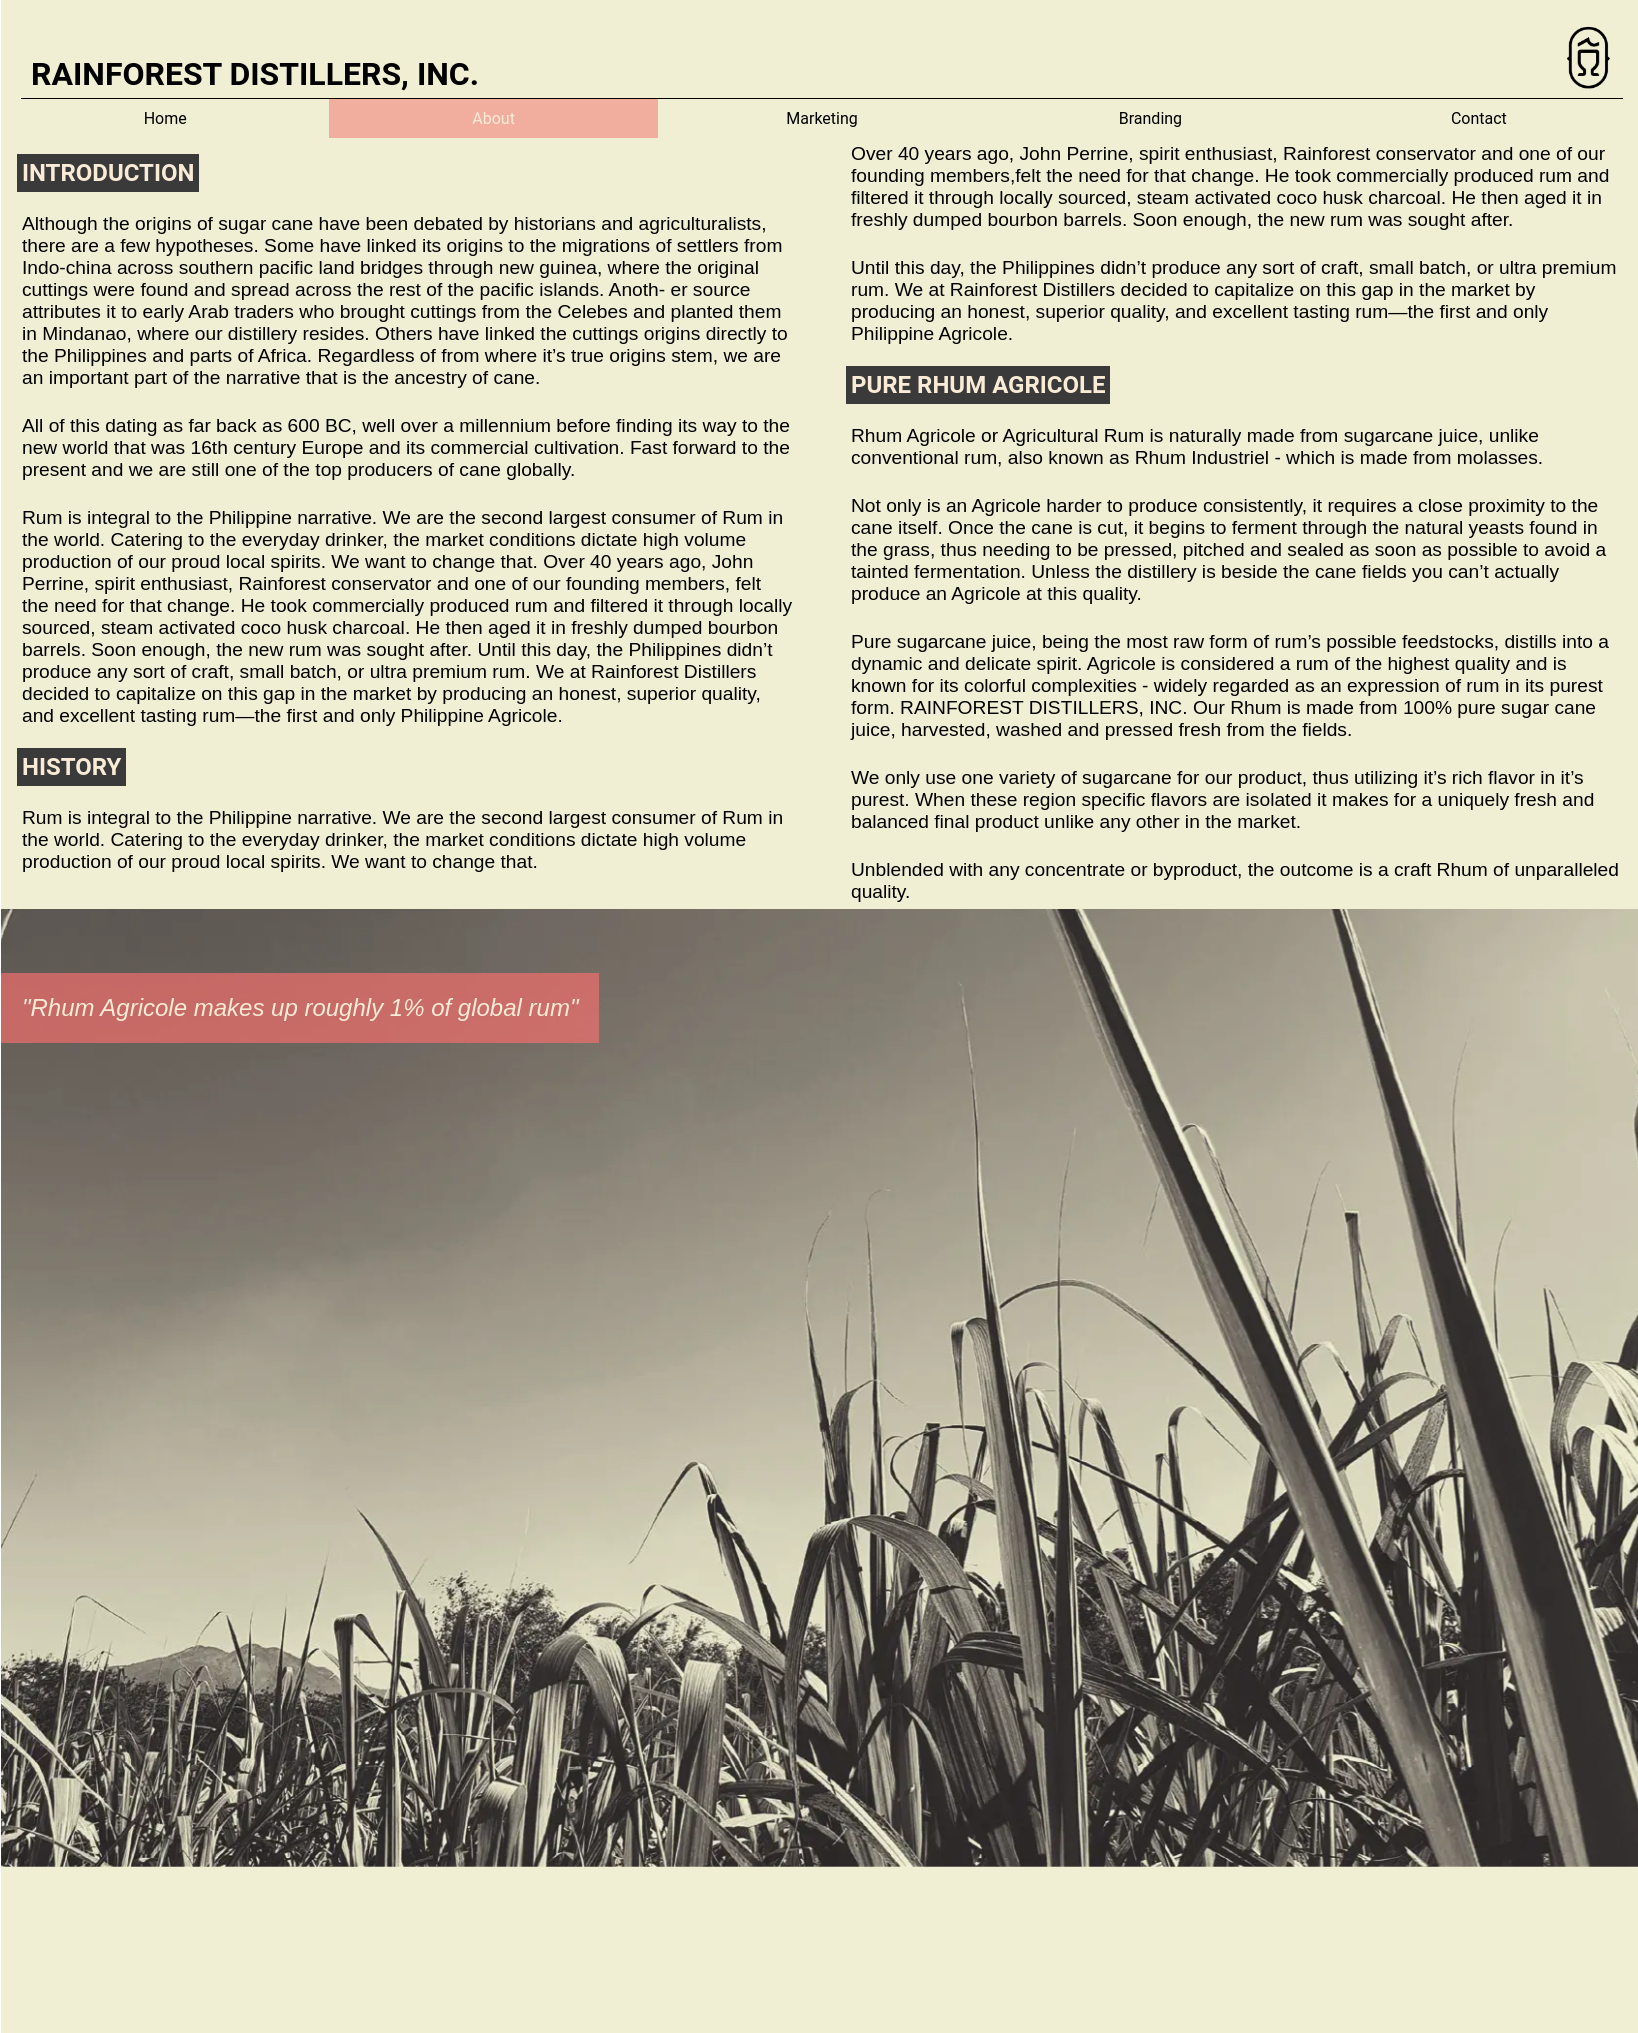 RAINFOREST DISTILLERS, INC.
Home
About
Marketing
Branding
Contact
INTRODUCTION
Although the origins of sugar cane have been debated by historians and agriculturalists,
there are a few hypotheses. Some have linked its origins to the migrations of settlers from
Indo-china across southern pacific land bridges through new guinea, where the original
cuttings were found and spread across the rest of the pacific islands. Anoth- er source
attributes it to early Arab traders who brought cuttings from the Celebes and planted them
in Mindanao, where our distillery resides. Others have linked the cuttings origins directly to
the Philippines and parts of Africa. Regardless of from where it’s true origins stem, we are
an important part of the narrative that is the ancestry of cane.
All of this dating as far back as 600 BC, well over a millennium before finding its way to the
new world that was 16th century Europe and its commercial cultivation. Fast forward to the
present and we are still one of the top producers of cane globally.
Rum is integral to the Philippine narrative. We are the second largest consumer of Rum in
the world. Catering to the everyday drinker, the market conditions dictate high volume
production of our proud local spirits. We want to change that. Over 40 years ago, John
Perrine, spirit enthusiast, Rainforest conservator and one of our founding members, felt
the need for that change. He took commercially produced rum and filtered it through locally
sourced, steam activated coco husk charcoal. He then aged it in freshly dumped bourbon
barrels. Soon enough, the new rum was sought after. Until this day, the Philippines didn’t
produce any sort of craft, small batch, or ultra premium rum. We at Rainforest Distillers
decided to capitalize on this gap in the market by producing an honest, superior quality,
and excellent tasting rum—the first and only Philippine Agricole.
HISTORY
Rum is integral to the Philippine narrative. We are the second largest consumer of Rum in
the world. Catering to the everyday drinker, the market conditions dictate high volume
production of our proud local spirits. We want to change that.
Over 40 years ago, John Perrine, spirit enthusiast, Rainforest conservator and one of our
founding members,felt the need for that change. He took commercially produced rum and
filtered it through locally sourced, steam activated coco husk charcoal. He then aged it in
freshly dumped bourbon barrels. Soon enough, the new rum was sought after.
Until this day, the Philippines didn’t produce any sort of craft, small batch, or ultra premium
rum. We at Rainforest Distillers decided to capitalize on this gap in the market by
producing an honest, superior quality, and excellent tasting rum—the first and only
Philippine Agricole.
PURE RHUM AGRICOLE
Rhum Agricole or Agricultural Rum is naturally made from sugarcane juice, unlike
conventional rum, also known as Rhum Industriel - which is made from molasses.
Not only is an Agricole harder to produce consistently, it requires a close proximity to the
cane itself. Once the cane is cut, it begins to ferment through the natural yeasts found in
the grass, thus needing to be pressed, pitched and sealed as soon as possible to avoid a
tainted fermentation. Unless the distillery is beside the cane fields you can’t actually
produce an Agricole at this quality.
Pure sugarcane juice, being the most raw form of rum’s possible feedstocks, distills into a
dynamic and delicate spirit. Agricole is considered a rum of the highest quality and is
known for its colorful complexities - widely regarded as an expression of rum in its purest
form. RAINFOREST DISTILLERS, INC. Our Rhum is made from 100% pure sugar cane
juice, harvested, washed and pressed fresh from the fields.
We only use one variety of sugarcane for our product, thus utilizing it’s rich flavor in it’s
purest. When these region specific flavors are isolated it makes for a uniquely fresh and
balanced final product unlike any other in the market.
Unblended with any concentrate or byproduct, the outcome is a craft Rhum of unparalleled
quality.
"Rhum Agricole makes up roughly 1% of global rum"